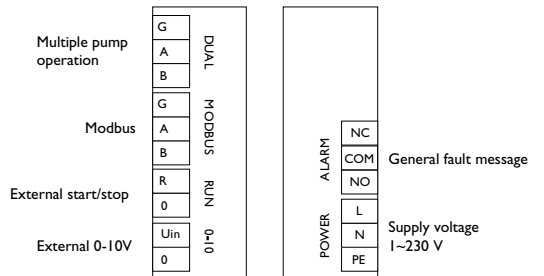 Multiple pump
operation
G
A
B
DUAL
Modbus
G
A
B
MODBUS
External start/stop
R
0
RUN
External 0-10V
Uin
0
0-10
ALARM
NC
COM
NO
General fault message
POWER
L
N
PE
Supply voltage
1~230 V